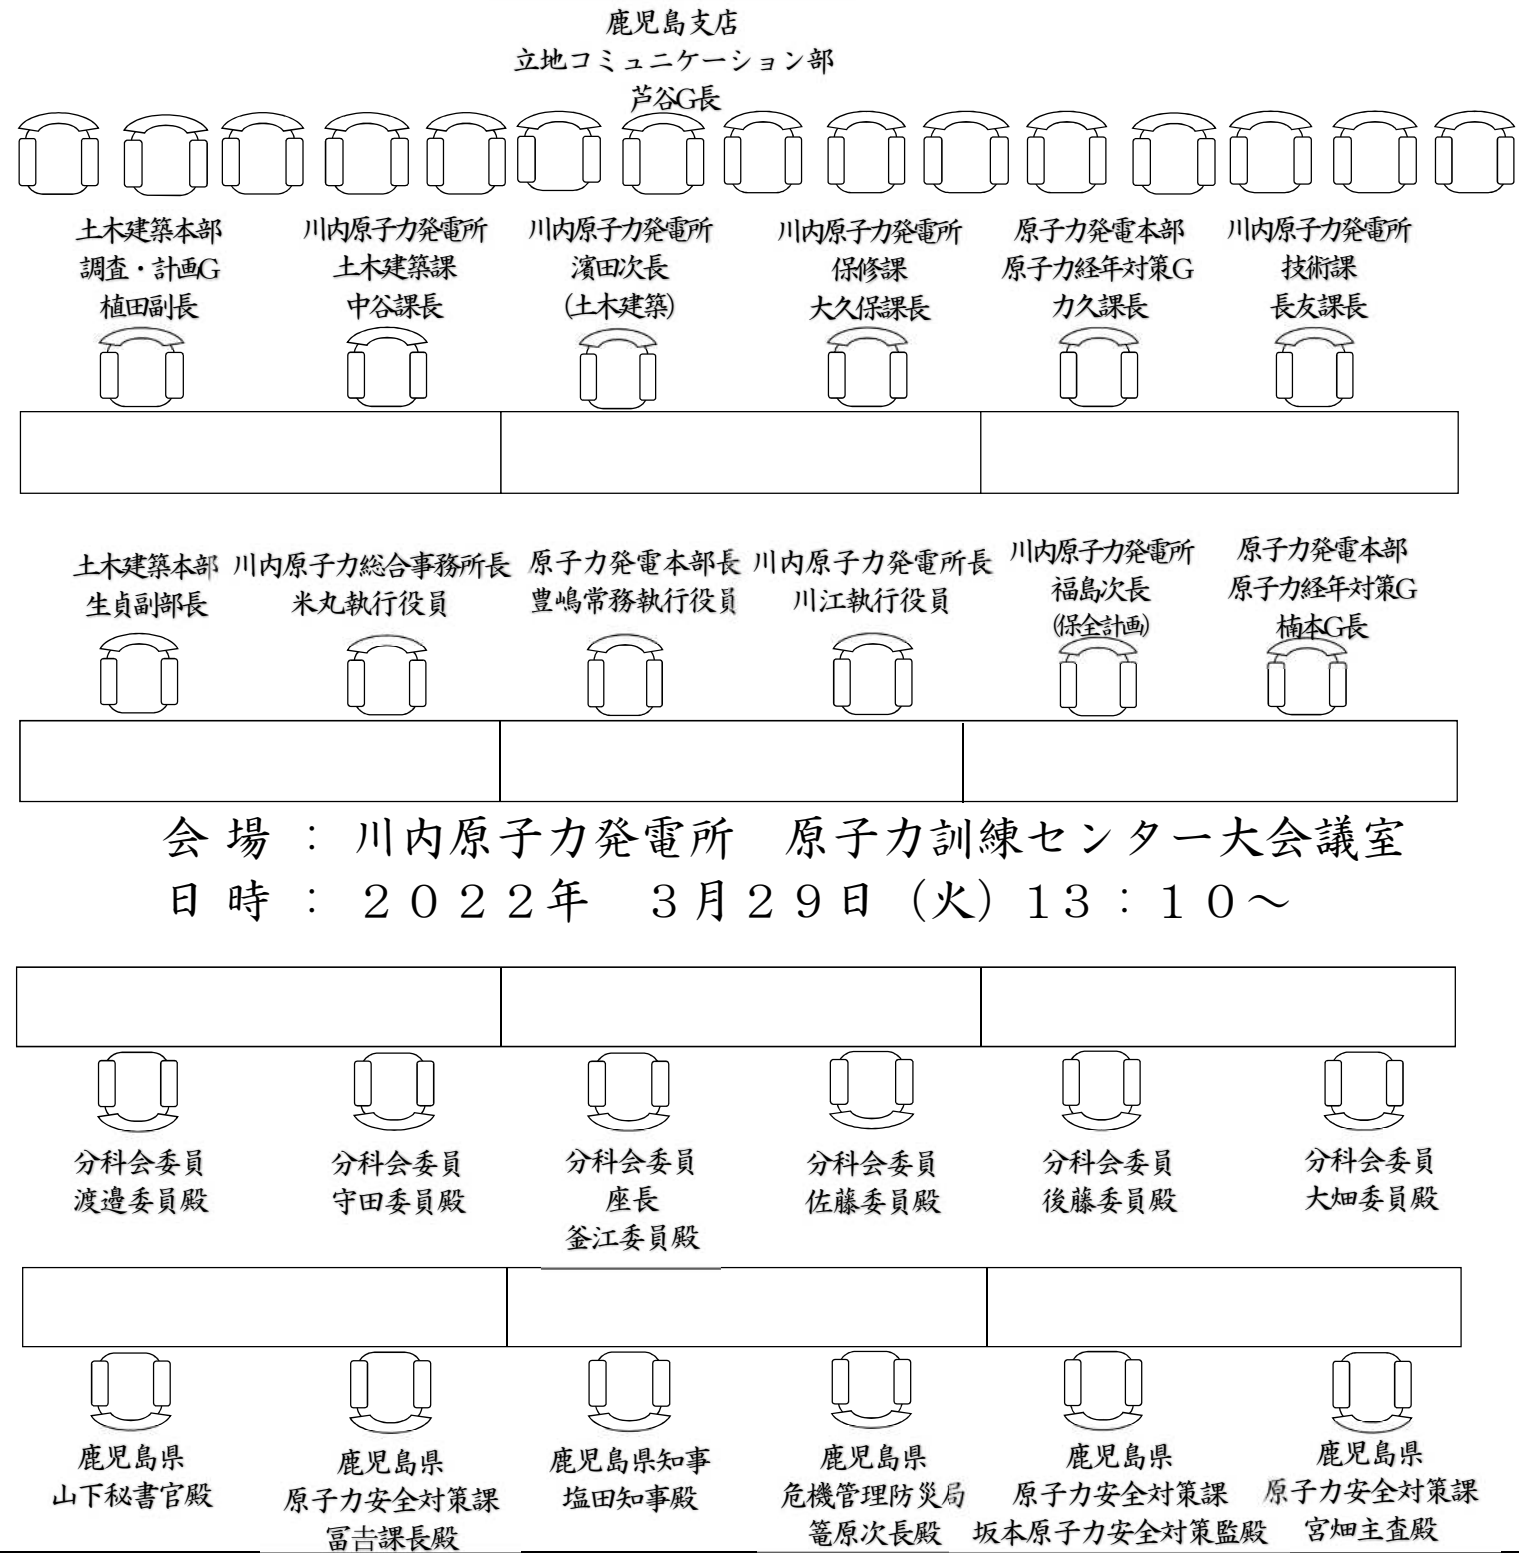 鹿児島支店
立地コミュニケーション部
芦谷G長
土木建築本部
調査・計画G
植田副長
川内原子力発電所
土木建築課
中谷課長
川内原子力発電所
濱田次長
(土木建築)
川内原子力発電所
保修課
大久保課長
原子力発電本部
原子力経年対策G
力久課長
川内原子力発電所
技術課
長友課長
土木建築本部
生貞副部長
川内原子力総合事務所長
米丸執行役員
原子力発電本部長
豊嶋常務執行役員
川内原子力発電所長
川江執行役員
川内原子力発電所
福島次長
(保全計画)
原子力発電本部
原子力経年対策G
楠本G長
会場：川内原子力発電所　原子力訓練センター大会議室
日時：２０２２年　３月２９日（火）１３：１０～
分科会委員
渡邉委員殿
分科会委員
守田委員殿
分科会委員
座長
釜江委員殿
分科会委員
佐藤委員殿
分科会委員
後藤委員殿
分科会委員
大畑委員殿
鹿児島県
山下秘書官殿
鹿児島県
原子力安全対策課
冨吉課長殿
鹿児島県知事
塩田知事殿
鹿児島県
危機管理防災局
篭原次長殿
鹿児島県
原子力安全対策課
坂本原子力安全対策監殿
鹿児島県
原子力安全対策課
宮畑主査殿